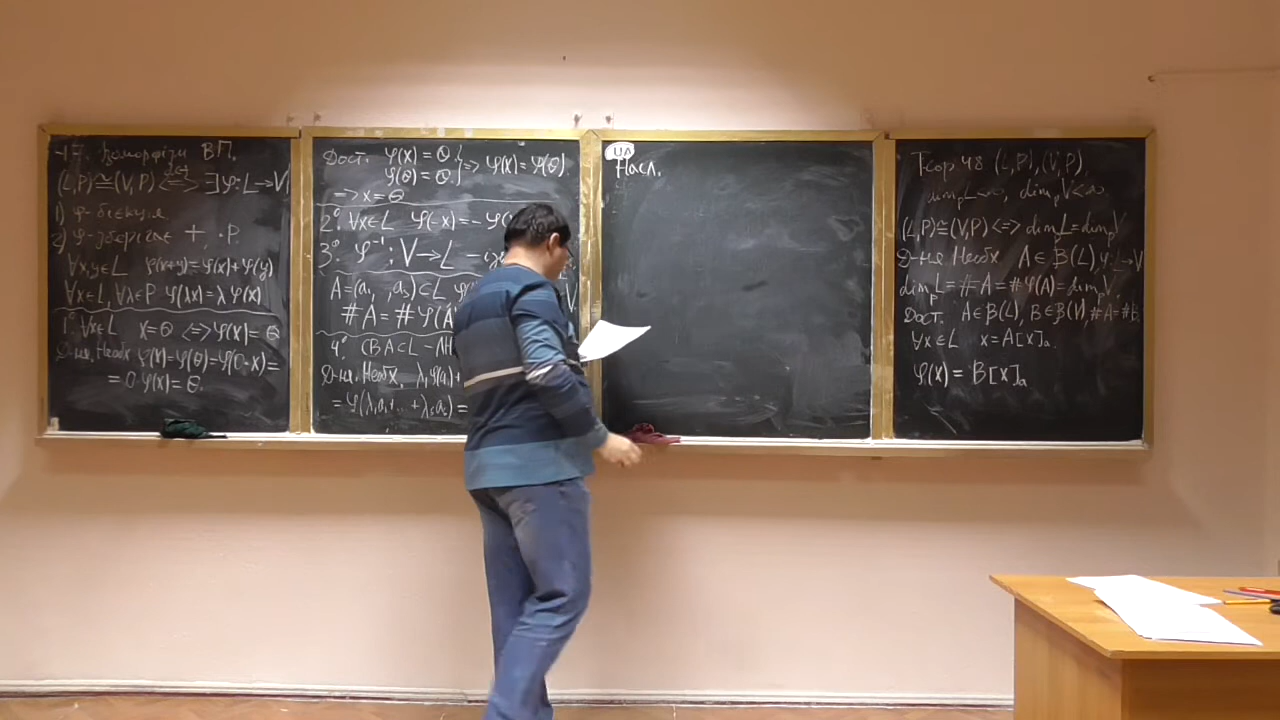 Ізоморфізм ВП.
(L,P)≅(V,P) <=> ∃φ: L→V
def
1) φ-бієкція
2) φ-зберігає +, ·P.
∀x,y∈L φ(x+y)=φ(x)+φ(y)
∀x∈L, ∀λ∈P φ(λx)=λφ(x)
1° ∀x∈L x=Θ <=> φ(x)=Θ
Д-ня. Необх φ(x)=φ(Θ)=φ(0·x)=
=0·φ(x)=Θ.
Дост. φ(x)=Θ.
φ(Θ)=Θ. } => φ(x)=φ(Θ)
=> x=Θ
2° ∀x∈L φ(-x)=-φ(
3° φ⁻¹: V→L
A=(a₁, ,aₛ)⊂L
#A=#φ(A
4° CB A⊂L - ЛН
Д-ня. Необх. λ₁φ(a₁)+
=φ(λ₁a₁+...+λₛaₛ)=
UA
Насл.
Теор 48 (L,P),(V,P),
dimₚL<∞, dimₚV<∞.
(L,P)≅(V,P) <=> dimₚL=dimₚV
Д-ня. Необх A∈B(L), φ: L→V
dimₚL=#A=#φ(A)=dimₚV.
Дост. A∈B(L), B∈B(V), #A=#B,
∀x∈L x=A[x]ₐ.
φ(x)=B[x]ₐ